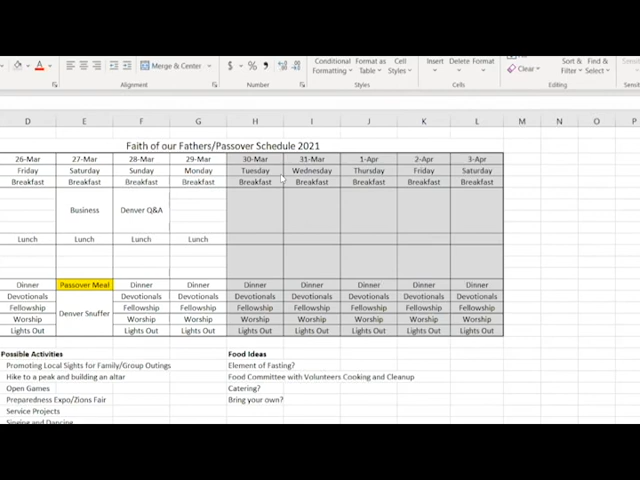 Merge & Center
$ % 9
Conditional Formatting
Format as Table
Cell Styles
Insert Delete Format
Clear
Sort & Filter
Find & Select
Alignment Number Styles Cells Editing
D E F G H I J K L M N O P
Faith of our Fathers/Passover Schedule 2021
26-Mar 27-Mar 28-Mar 29-Mar 30-Mar 31-Mar 1-Apr 2-Apr 3-Apr
Friday Saturday Sunday Monday Tuesday Wednesday Thursday Friday Saturday
Breakfast Breakfast Breakfast Breakfast Breakfast Breakfast Breakfast Breakfast Breakfast
Business Denver Q&A
Lunch Lunch Lunch Lunch
Dinner Passover Meal Dinner Dinner Dinner Dinner Dinner Dinner Dinner
Devotionals Devotionals Devotionals Devotionals Devotionals Devotionals Devotionals Devotionals
Fellowship Denver Snuffer Fellowship Fellowship Fellowship Fellowship Fellowship Fellowship Fellowship
Worship Worship Worship Worship Worship Worship Worship Worship
Lights Out Lights Out Lights Out Lights Out Lights Out Lights Out Lights Out Lights Out
Possible Activities Food Ideas
Promoting Local Sights for Family/Group Outings Element of Fasting?
Hike to a peak and building an altar Food Committee with Volunteers Cooking and Cleanup
Open Games Catering?
Preparedness Expo/Zions Fair Bring your own?
Service Projects
Singing and Dancing